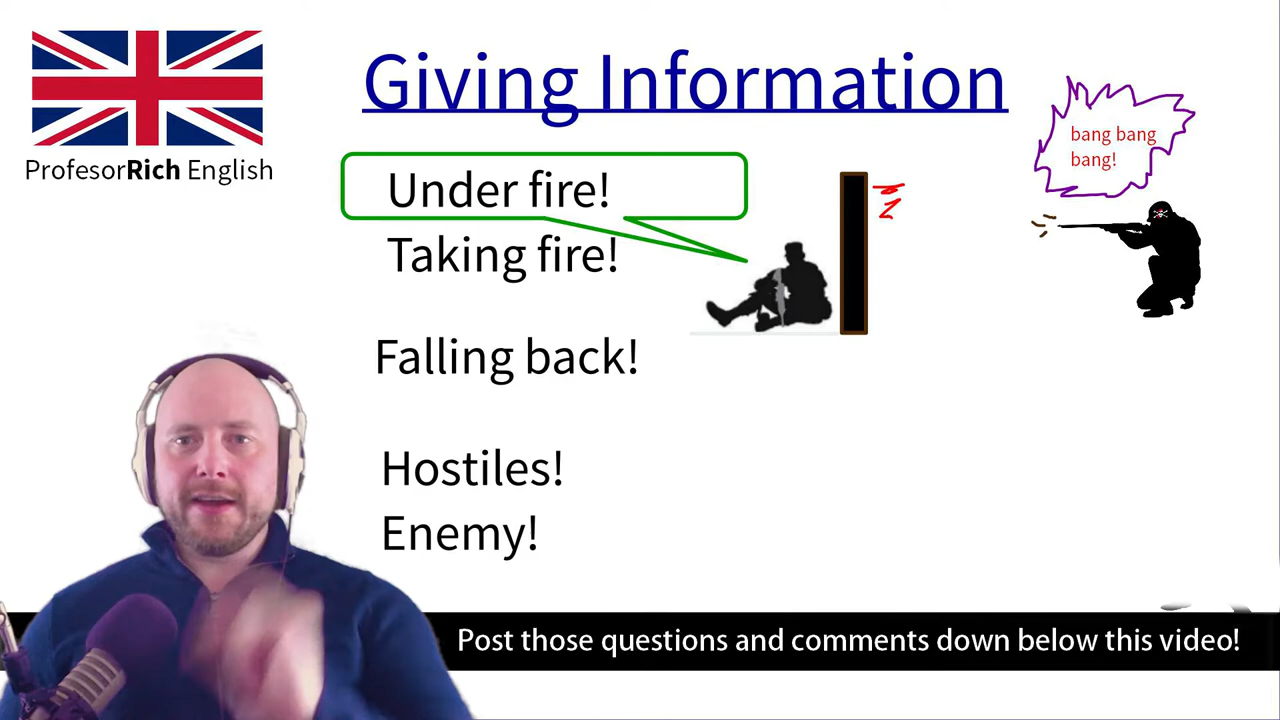 Giving Information
bang bang
bang!
ProfesorRich English
Under fire!
Taking fire!
Falling back!
Hostiles!
Enemy!
Post those questions and comments down below this video!